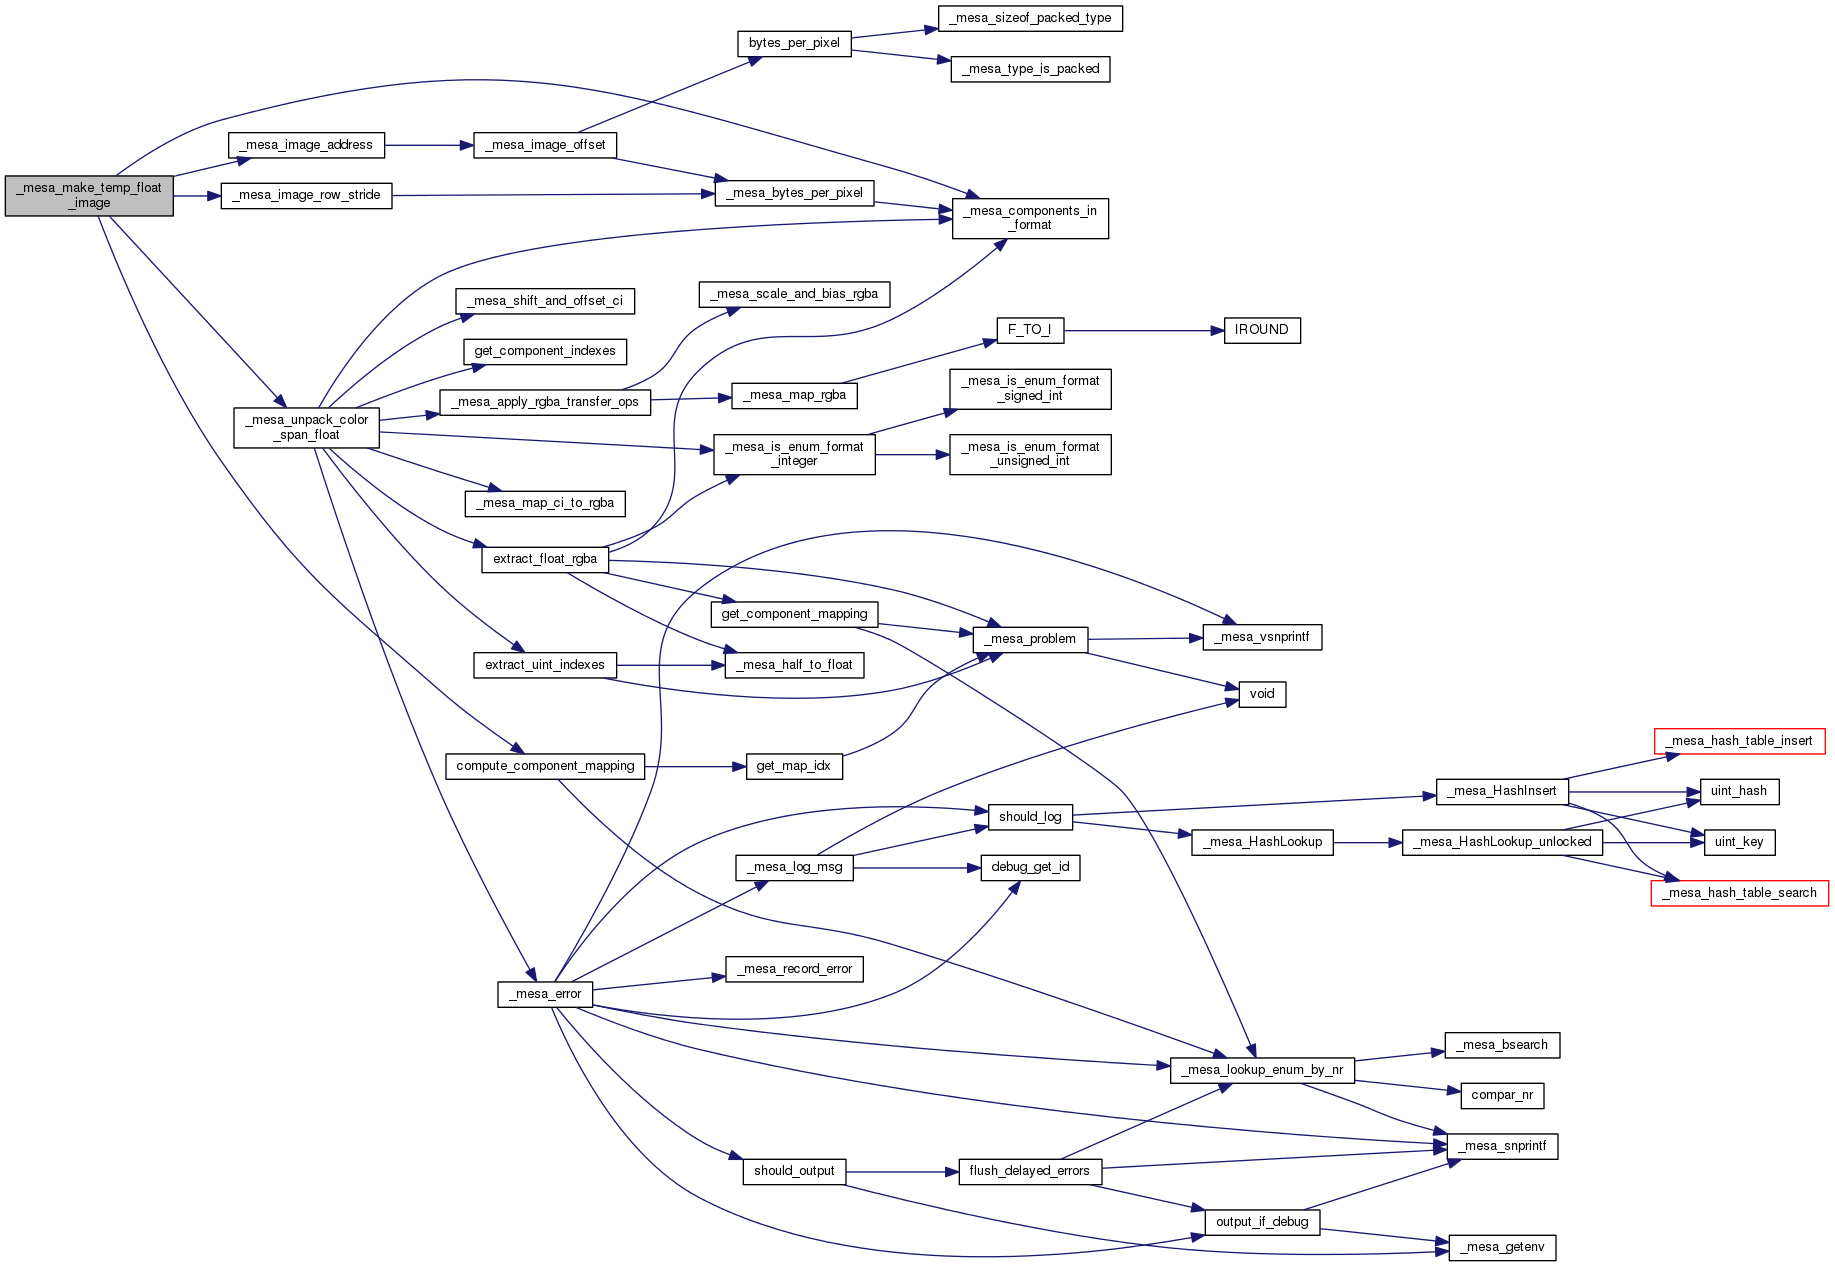 _mesa_sizeof_packed_type
bytes_per_pixel
_mesa_type_is_packed
_mesa_image_address
_mesa_image_offset
_mesa_make_temp_float
_image
_mesa_image_row_stride
_mesa_bytes_per_pixel
_mesa_components_in
_format
_mesa_shift_and_offset_ci
_mesa_scale_and_bias_rgba
F_TO_I
IROUND
get_component_indexes
_mesa_apply_rgba_transfer_ops
_mesa_map_rgba
_mesa_is_enum_format
_signed_int
_mesa_unpack_color
_span_float
_mesa_is_enum_format
_integer
_mesa_is_enum_format
_unsigned_int
_mesa_map_ci_to_rgba
extract_float_rgba
get_component_mapping
_mesa_problem
_mesa_vsnprintf
extract_uint_indexes
_mesa_half_to_float
void
_mesa_hash_table_insert
compute_component_mapping
get_map_idx
_mesa_HashInsert
uint_hash
should_log
_mesa_HashLookup
_mesa_HashLookup_unlocked
uint_key
_mesa_log_msg
debug_get_id
_mesa_hash_table_search
_mesa_record_error
_mesa_error
_mesa_bsearch
_mesa_lookup_enum_by_nr
compar_nr
_mesa_snprintf
should_output
flush_delayed_errors
output_if_debug
_mesa_getenv